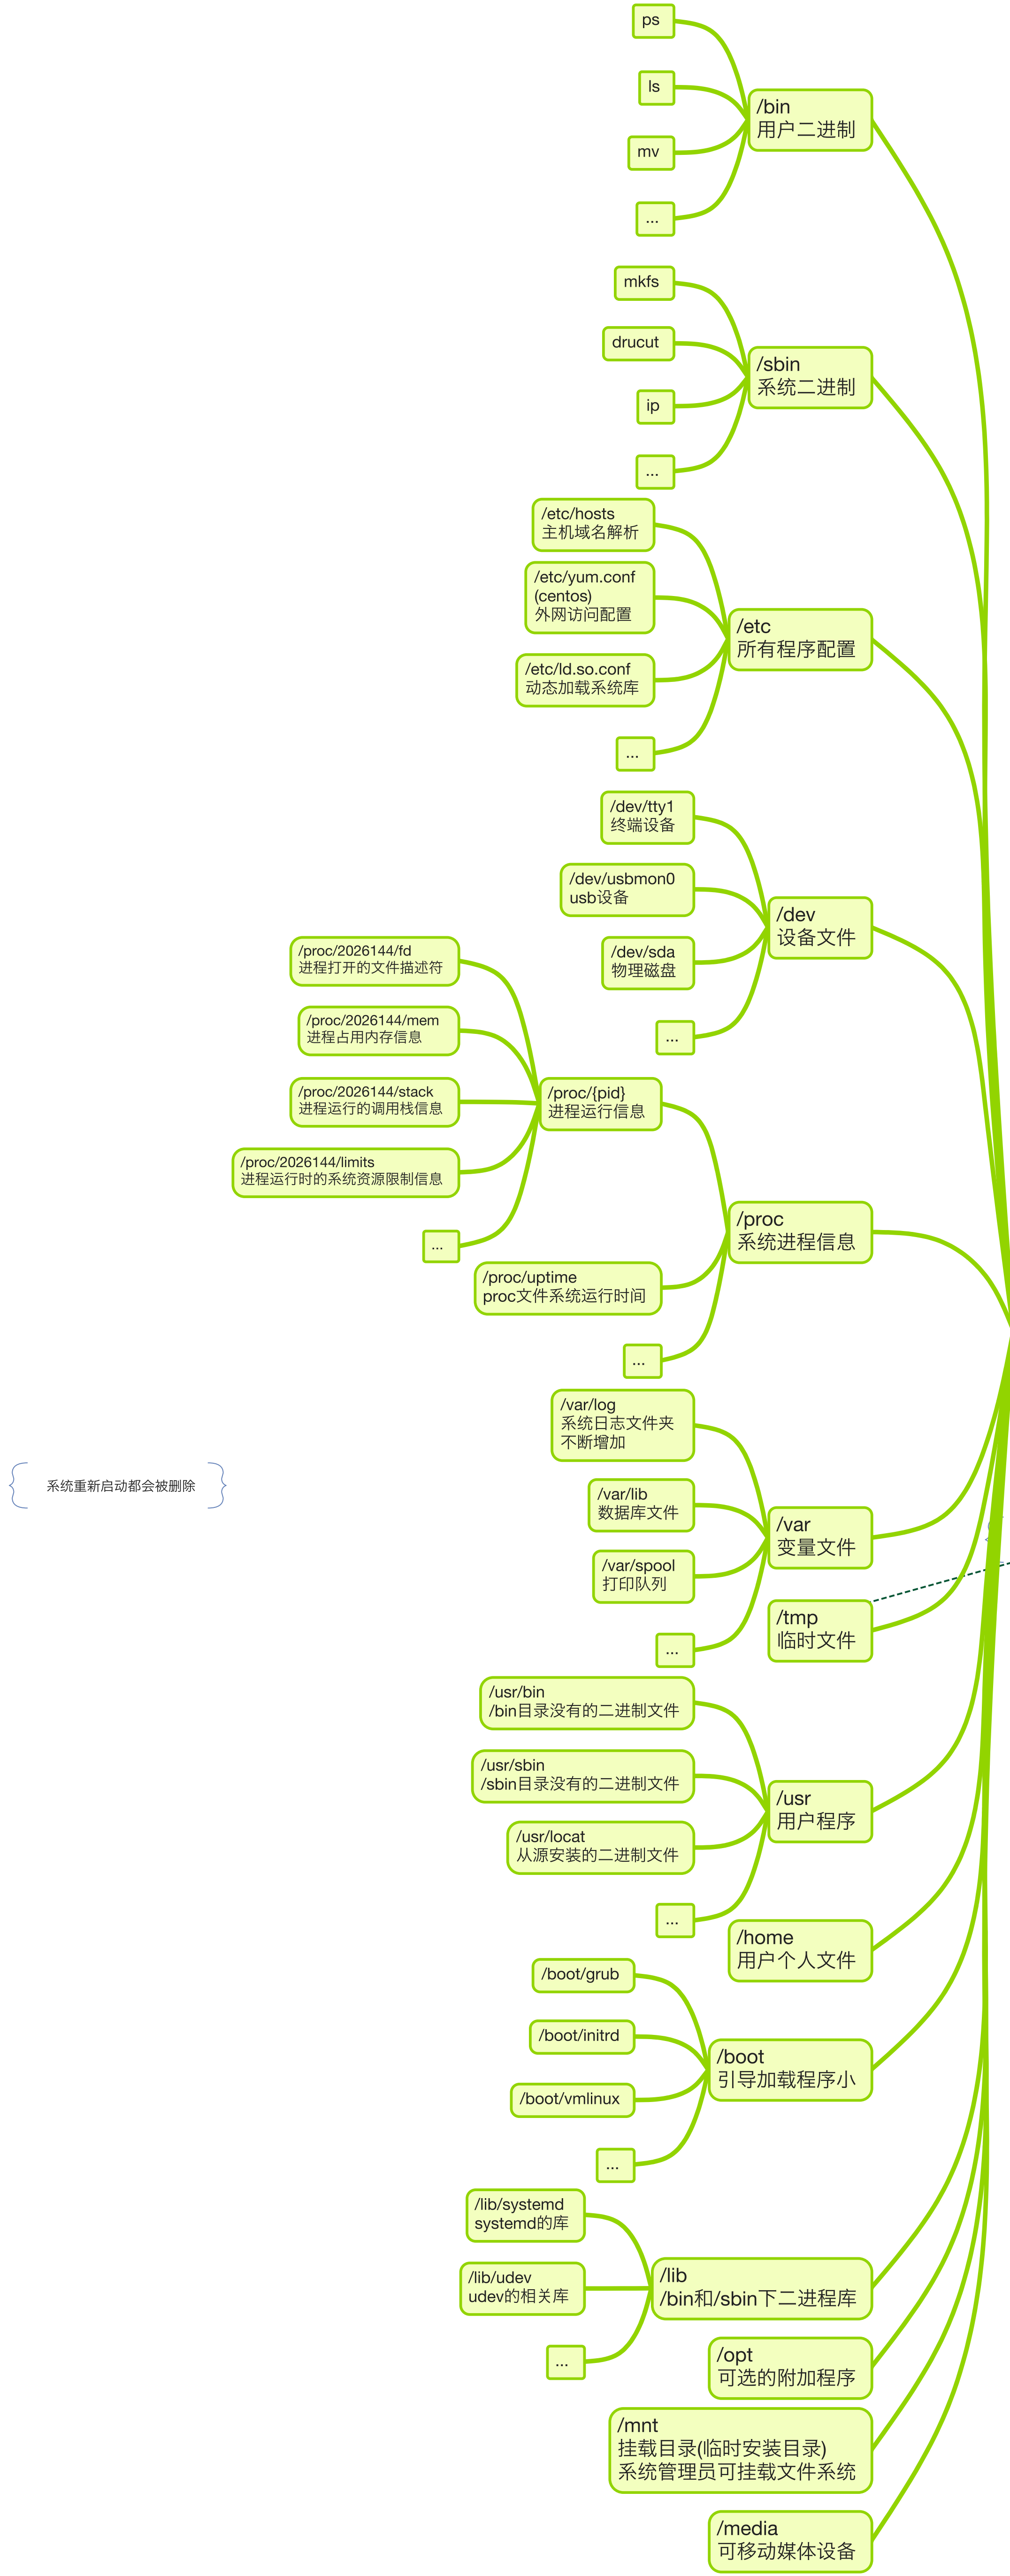 ps
ls
mv
...
/bin
用户二进制
mkfs
drucut
ip
...
/sbin
系统二进制
/etc/hosts
主机域名解析
/etc/yum.conf
(centos)
外网访问配置
/etc/ld.so.conf
动态加载系统库
...
/etc
所有程序配置
/dev/tty1
终端设备
/dev/usbmon0
usb设备
/dev/sda
物理磁盘
...
/dev
设备文件
/proc/2026144/fd
进程打开的文件描述符
/proc/2026144/mem
进程占用内存信息
/proc/2026144/stack
进程运行的调用栈信息
/proc/2026144/limits
进程运行时的系统资源限制信息
...
/proc/{pid}
进程运行信息
/proc/uptime
proc文件系统运行时间
...
/proc
系统进程信息
/var/log
系统日志文件夹
不断增加
/var/lib
数据库文件
/var/spool
打印队列
...
/var
变量文件
系统重新启动都会被删除
/tmp
临时文件
/usr/bin
/bin目录没有的二进制文件
/usr/sbin
/sbin目录没有的二进制文件
/usr/locat
从源安装的二进制文件
...
/usr
用户程序
/home
用户个人文件
/boot/grub
/boot/initrd
/boot/vmlinux
...
/boot
引导加载程序小
/lib/systemd
systemd的库
/lib/udev
udev的相关库
...
/lib
/bin和/sbin下二进程库
/opt
可选的附加程序
/mnt
挂载目录(临时安装目录)
系统管理员可挂载文件系统
/media
可移动媒体设备